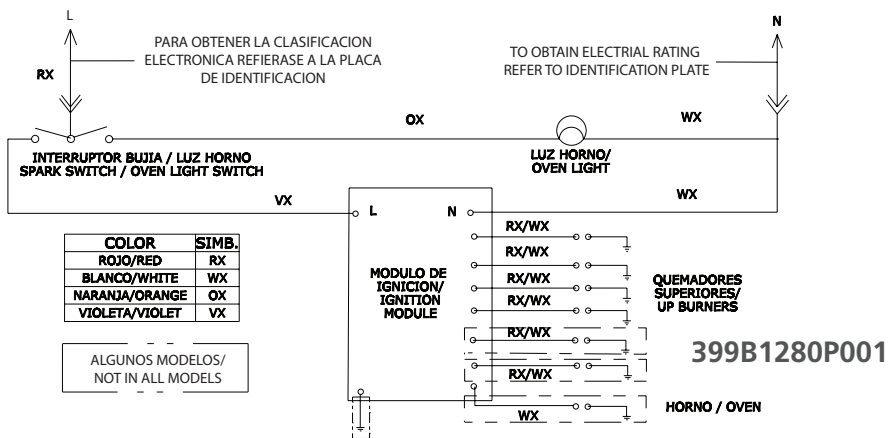 L
N
PARA OBTENER LA CLASIFICACION
ELECTRONICA REFIERASE A LA PLACA
DE IDENTIFICACION
TO OBTAIN ELECTRIAL RATING
REFER TO IDENTIFICATION PLATE
RX
OX
WX
INTERRUPTOR BUJIA / LUZ HORNO
SPARK SWITCH / OVEN LIGHT SWITCH
LUZ HORNO/
OVEN LIGHT
VX
WX
L
N
RX/WX
RX/WX
RX/WX
RX/WX
RX/WX
RX/WX
WX
MODULO DE
IGNICION/
IGNITION
MODULE
QUEMADORES
SUPERIORES/
UP BURNERS
HORNO / OVEN
COLOR SIMB.
ROJO/RED RX
BLANCO/WHITE WX
NARANJA/ORANGE OX
VIOLETA/VIOLET VX
ALGUNOS MODELOS/
NOT IN ALL MODELS
399B1280P001